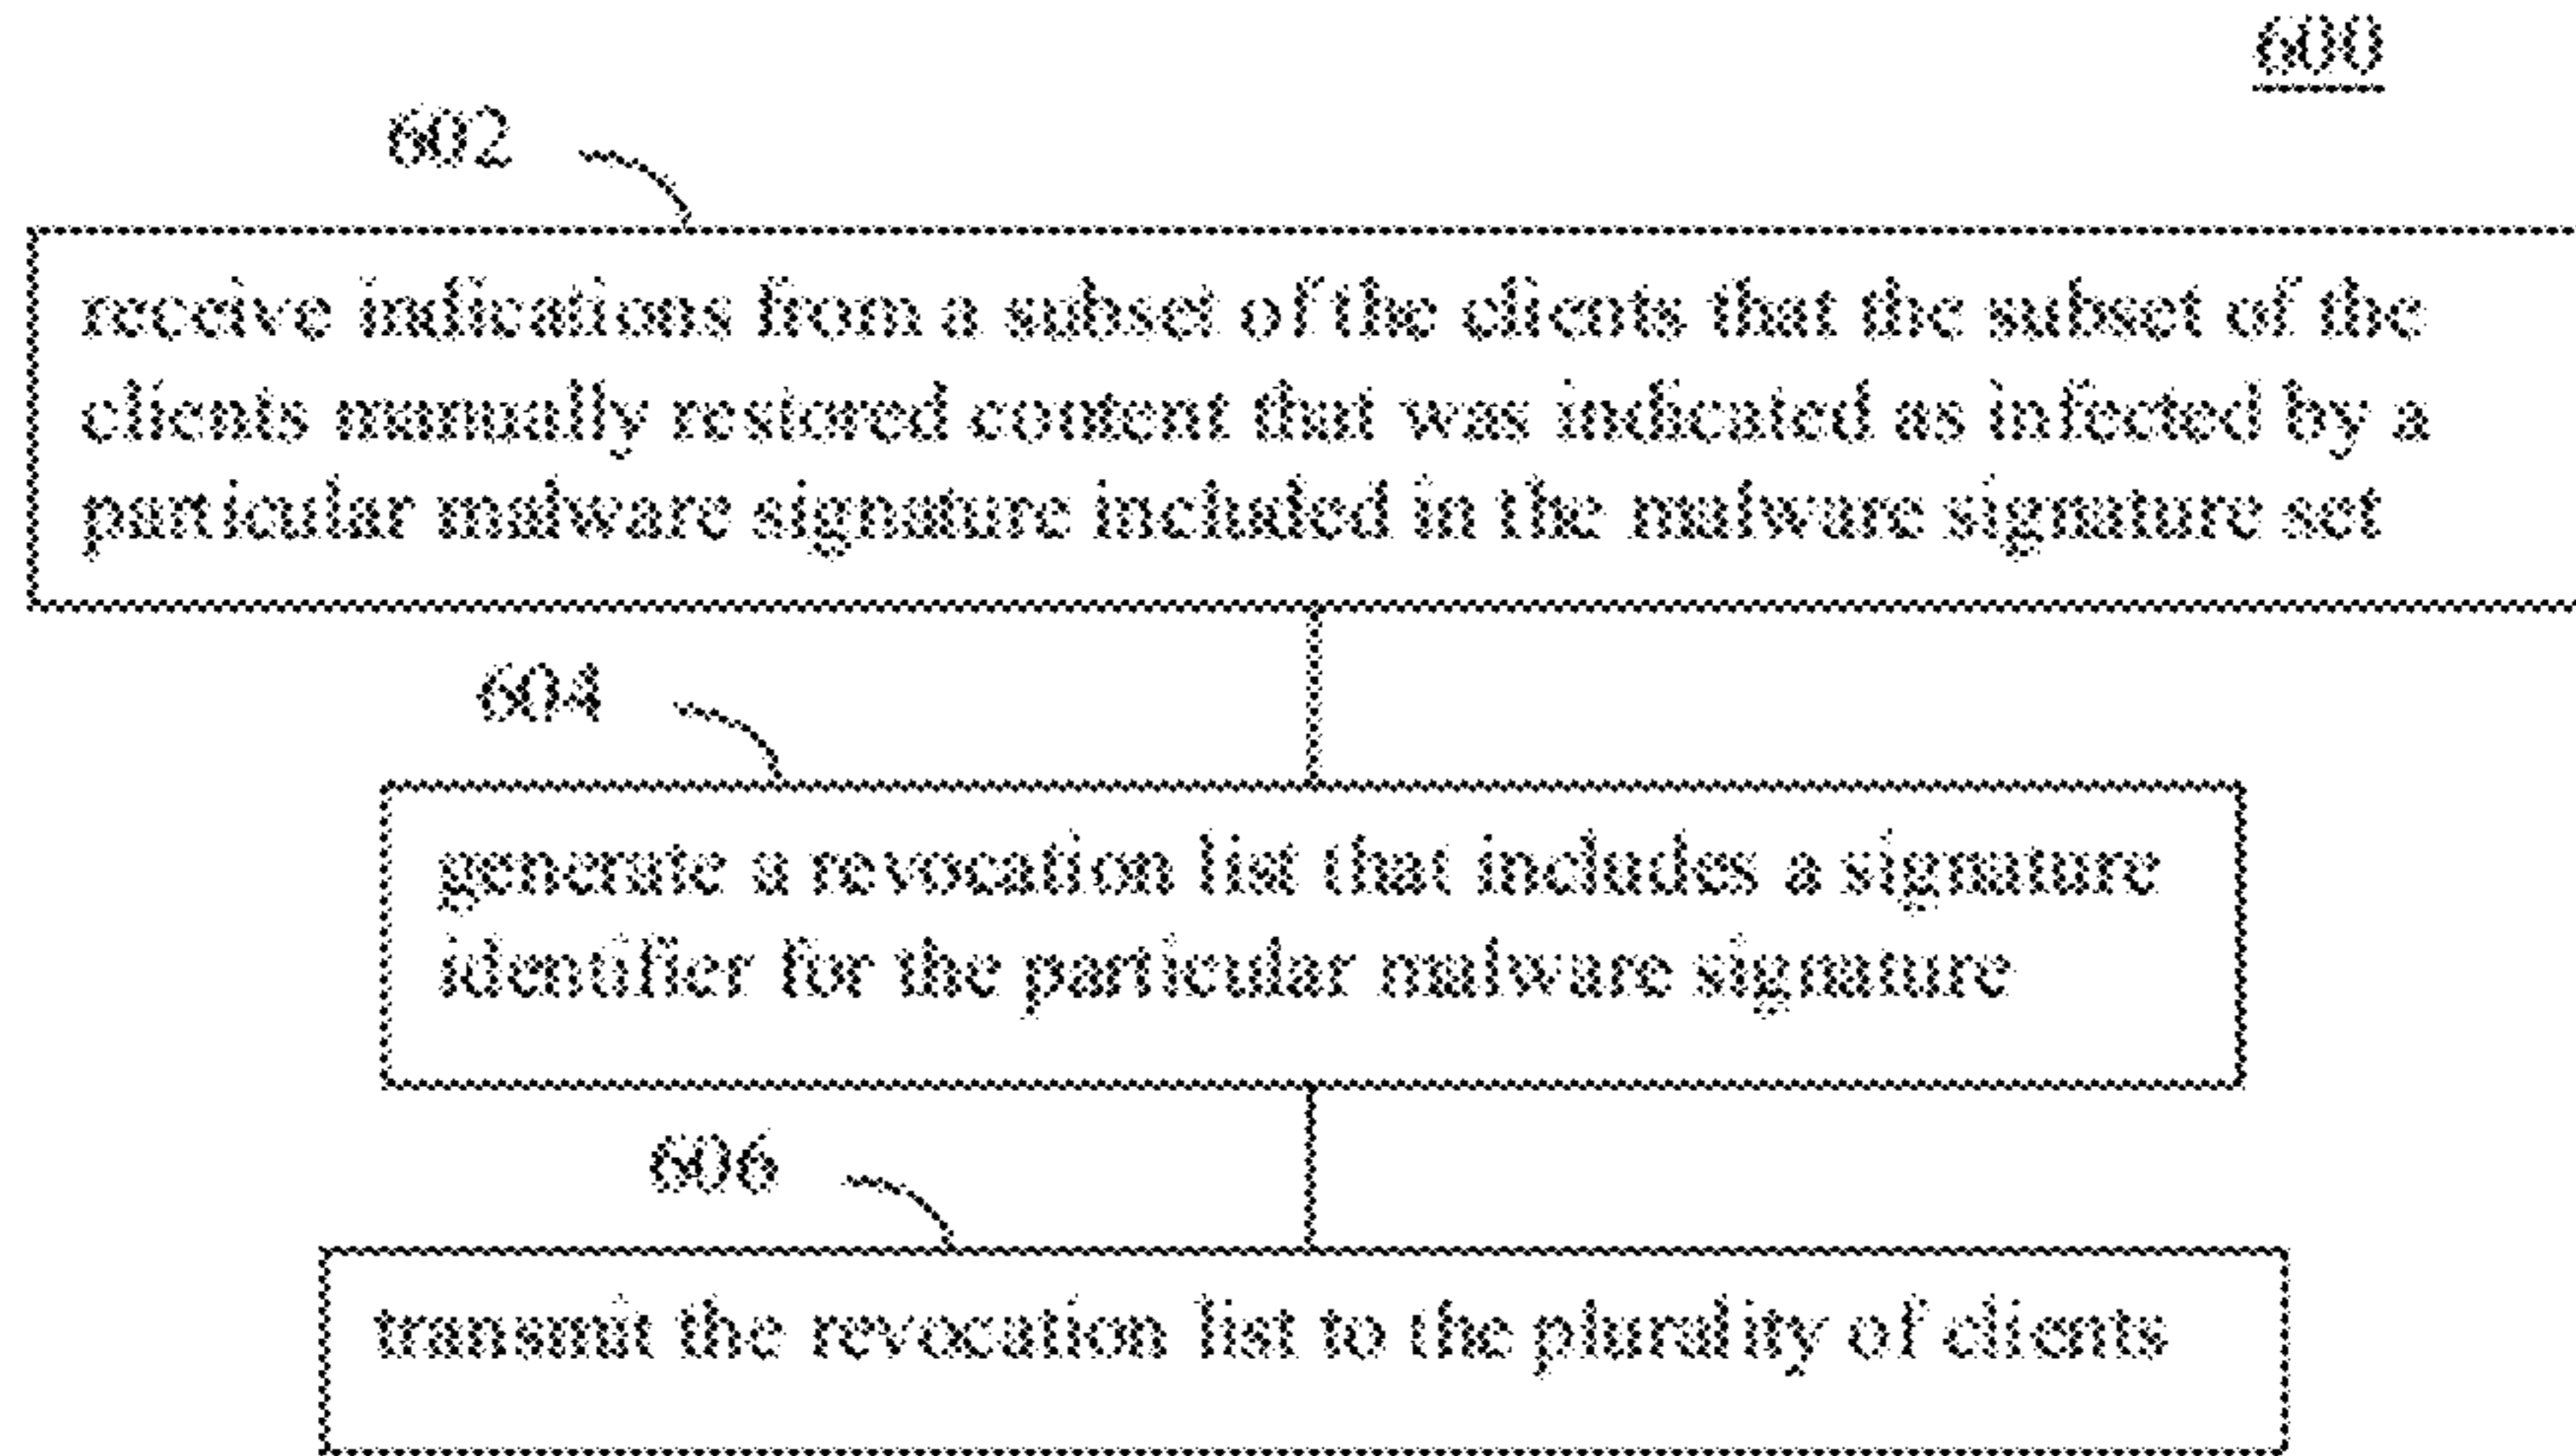 600
602
receive indications from a subset of the clients that the subset of the
clients manually restored content that was indicated as infected by a
particular malware signature included in the malware signature set
604
generate a revocation list that includes a signature
identifier for the particular malware signature
606
transmit the revocation list to the plurality of clients